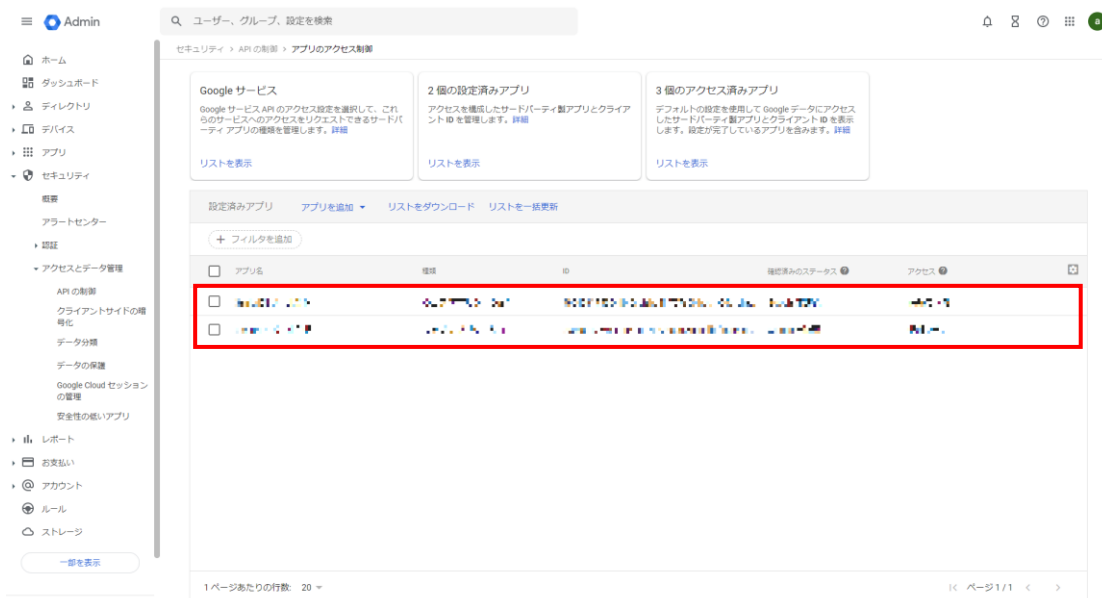 Admin
ユーザー、グループ、設定を検索
a
セキュリティ > API の制御 > アプリのアクセス制御
ホーム
ダッシュボード
ディレクトリ
デバイス
アプリ
セキュリティ
概要
アラートセンター
認証
アクセスとデータ管理
API の制御
クライアントサイドの暗
号化
データ分類
データの保護
Google Cloud セッション
の管理
安全性の低いアプリ
レポート
お支払い
アカウント
ルール
ストレージ
一部を表示
Google サービス
Google サービス API のアクセス設定を選択して、これ
らのサービスへのアクセスをリクエストできるサードパ
ーティ アプリの種類を管理します。詳細
リストを表示
2 個の設定済みアプリ
アクセスを構成したサードパーティ製アプリとクライア
ント ID を管理します。詳細
リストを表示
3 個のアクセス済みアプリ
デフォルトの設定を使用して Google データにアクセス
したサードパーティ製アプリとクライアント ID を表示
します。設定が完了しているアプリを含みます。詳細
リストを表示
設定済みアプリ アプリを追加 リストをダウンロード リストを一括更新
+ フィルタを追加
アプリ名 種類 ID 確認済みのステータス アクセス
1 ページあたりの行数: 20 ページ 1 / 1